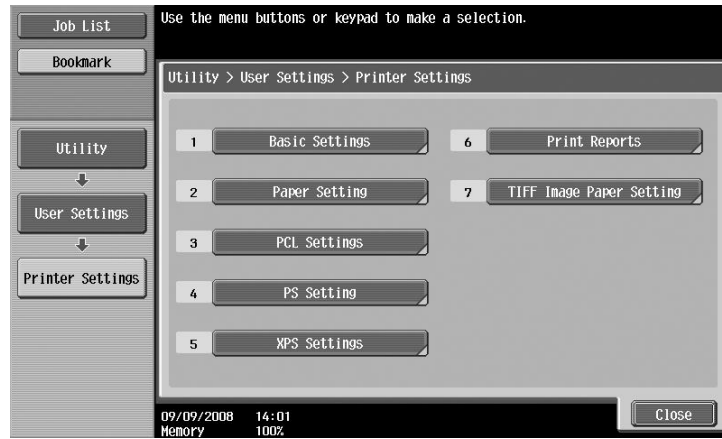 Job List
Bookmark
Use the menu buttons or keypad to make a selection.
Utility > User Settings > Printer Settings
Utility
User Settings
Printer Settings
1 Basic Settings
2 Paper Setting
3 PCL Settings
4 PS Setting
5 XPS Settings
6 Print Reports
7 TIFF Image Paper Setting
09/09/2008 14:01
Memory 100%
Close